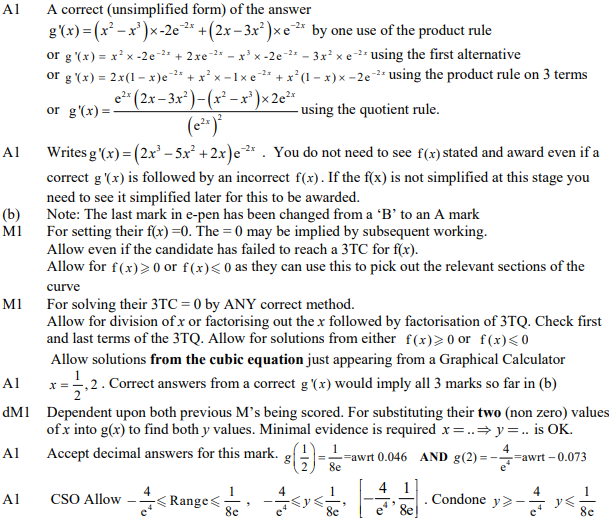 A1 A correct (unsimplified) form of the answer
g'(x) = (x² − x³) × -2e⁻²ˣ + (2x − 3x²) × e⁻²ˣ by one use of the product rule
or g'(x) = x² × -2e⁻²ˣ + 2xe⁻²ˣ − x³ × -2e⁻²ˣ − 3x² × e⁻²ˣ using the first alternative
or g'(x) = 2x(1 − x)e⁻²ˣ + x² × −1 × e⁻²ˣ + x²(1 − x) × −2e⁻²ˣ using the product rule on 3 terms
or g'(x) = (e²ˣ(2x − 3x²) − (x² − x³) × 2e²ˣ) / (e²ˣ)² using the quotient rule.
A1 Writes g'(x) = (2x³ − 5x² + 2x)e⁻²ˣ . You do not need to see f(x) stated and award even if a
correct g'(x) is followed by an incorrect f(x). If the f(x) is not simplified at this stage you
need to see it simplified later for this to be awarded.
(b) Note: The last mark in e-pen has been changed from a ‘B’ to an A mark
M1 For setting their f(x) =0. The = 0 may be implied by subsequent working.
Allow even if the candidate has failed to reach a 3TC for f(x).
Allow for f(x) ⩾ 0 or f(x) ⩽ 0 as they can use this to pick out the relevant sections of the
curve
M1 For solving their 3TC = 0 by ANY correct method.
Allow for division of x or factorising out the x followed by factorisation of 3TQ. Check first
and last terms of the 3TQ. Allow for solutions from either f(x) ⩾ 0 or f(x) ⩽ 0
Allow solutions from the cubic equation just appearing from a Graphical Calculator
A1 x = 1/2, 2 . Correct answers from a correct g'(x) would imply all 3 marks so far in (b)
dM1 Dependent upon both previous M’s being scored. For substituting their two (non zero) values
of x into g(x) to find both y values. Minimal evidence is required x = .. ⇒ y = .. is OK.
A1 Accept decimal answers for this mark. g(1/2) = 1/8e =awrt 0.046 AND g(2) = −4/e⁴ =awrt − 0.073
A1 CSO Allow −4/e⁴ ⩽ Range ⩽ 1/8e, −4/e⁴ ⩽ y ⩽ 1/8e, [−4/e⁴, 1/8e] . Condone y ⩾ −4/e⁴ y ⩽ 1/8e